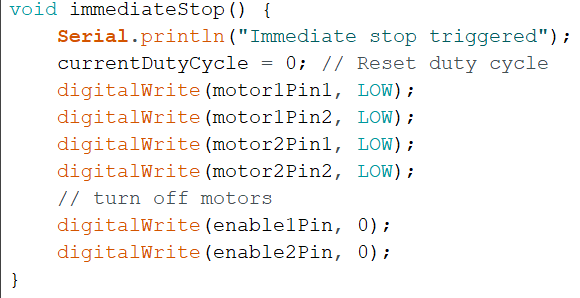 void immediateStop() {
    Serial.println("Immediate stop triggered");
    currentDutyCycle = 0; // Reset duty cycle
    digitalWrite(motor1Pin1, LOW);
    digitalWrite(motor1Pin2, LOW);
    digitalWrite(motor2Pin1, LOW);
    digitalWrite(motor2Pin2, LOW);
    // turn off motors
    digitalWrite(enable1Pin, 0);
    digitalWrite(enable2Pin, 0);
}